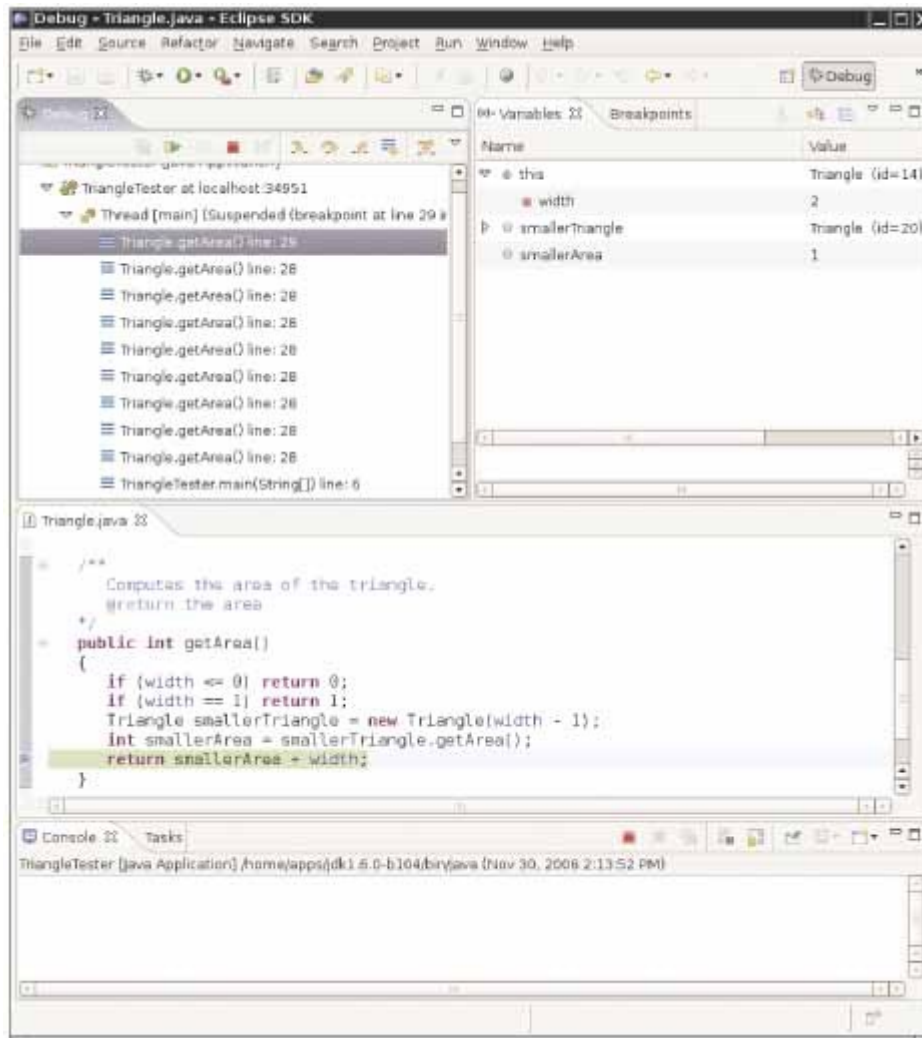 Debug - Triangle.java - Eclipse SDK
File Edit Source Refactor Navigate Search Project Run Window Help
Debug
Debug
Variables Breakpoints
Name Value
TriangleTester at localhost:34951
Thread [main] (Suspended (breakpoint at line 29 i
Triangle.getArea() line: 29
Triangle.getArea() line: 28
Triangle.getArea() line: 28
Triangle.getArea() line: 28
Triangle.getArea() line: 28
Triangle.getArea() line: 28
Triangle.getArea() line: 28
Triangle.getArea() line: 28
Triangle.getArea() line: 28
TriangleTester.main(String[]) line: 6
this Triangle (id=14)
width 2
smallerTriangle Triangle (id=20)
smallerArea 1
Triangle.java
/**
Computes the area of the triangle.
@return the area
*/
public int getArea()
{
if (width <= 0) return 0;
if (width == 1) return 1;
Triangle smallerTriangle = new Triangle(width - 1);
int smallerArea = smallerTriangle.getArea();
return smallerArea + width;
}
Console Tasks
TriangleTester [Java Application] /home/apps/jdk1.6.0-b104/bin/java (Nov 30, 2006 2:13:52 PM)